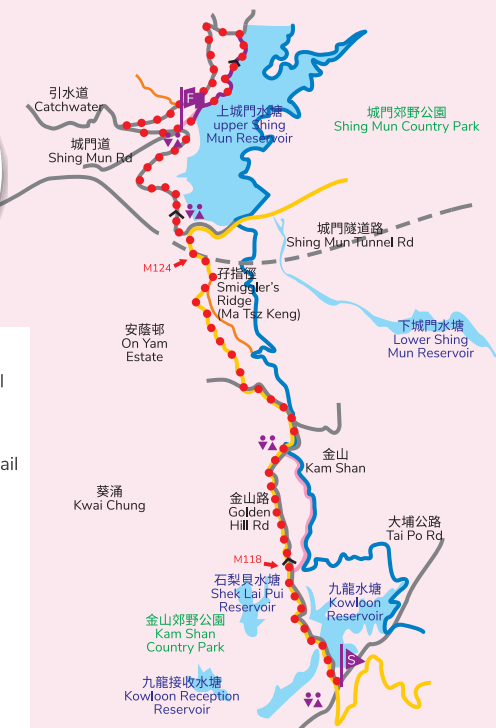 引水道
Catchwater
F
城門道
Shing Mun Rd
上城門水塘
upper Shing
Mun Reservoir
城門郊野公園
Shing Mun Country Park
城門隧道路
Shing Mun Tunnel Rd
M124
孖指徑
Smiggler's
Ridge
(Ma Tsz Keng)
安蔭邨
On Yam
Estate
下城門水塘
Lower Shing
Mun Reservoir
l
ail
金山
Kam Shan
葵涌
Kwai Chung
金山路
Golden
Hill Rd
大埔公路
Tai Po Rd
M118
石梨貝水塘
Shek Lai Pui
Reservoir
九龍水塘
Kowloon
Reservoir
金山郊野公園
Kam Shan
Country Park
S
九龍接收水塘
Kowloon Reception
Reservoir